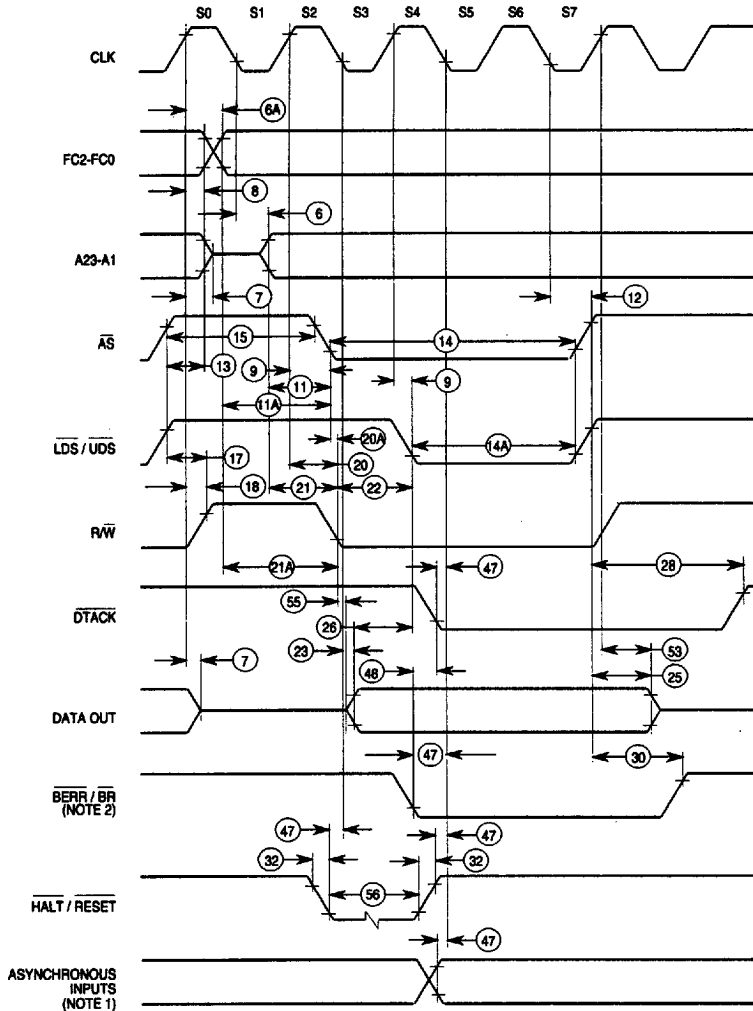 S0 S1 S2 S3 S4 S5 S6 S7
CLK
6A
FC2-FC0
8
6
A23-A1
7
12
AS
15
14
13
9
11
9
11A
LDS / UDS
20A
14A
17
20
18
21
22
R/W
21A
47
28
DTACK
55
26
23
53
7
48
25
DATA OUT
47
30
BERR / BR
(NOTE 2)
47
47
32
32
56
HALT / RESET
47
ASYNCHRONOUS
INPUTS
(NOTE 1)